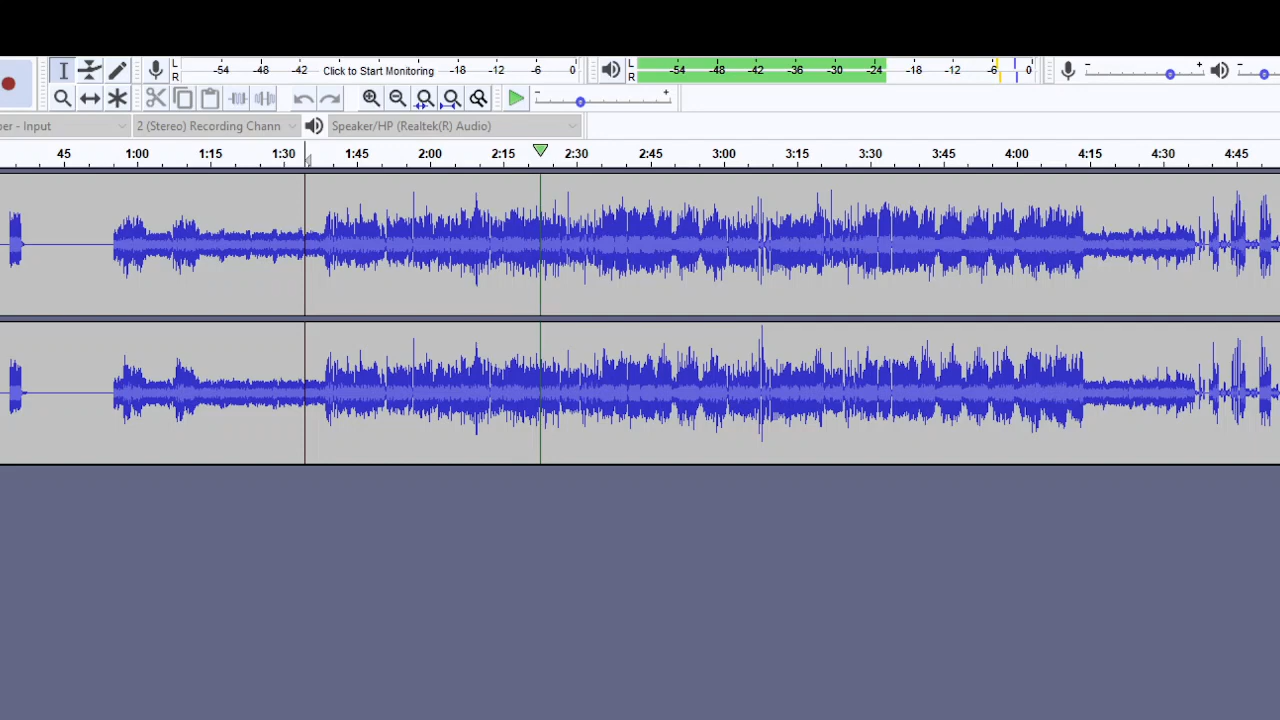 L
R
-54 -48 -42 Click to Start Monitoring -18 -12 -6 0
L
R
-54 -48 -42 -36 -30 -24 -18 -12 -6 0
- +
-
- +
per - Input
2 (Stereo) Recording Chann
Speaker/HP (Realtek(R) Audio)
45 1:00 1:15 1:30 1:45 2:00 2:15 2:30 2:45 3:00 3:15 3:30 3:45 4:00 4:15 4:30 4:45